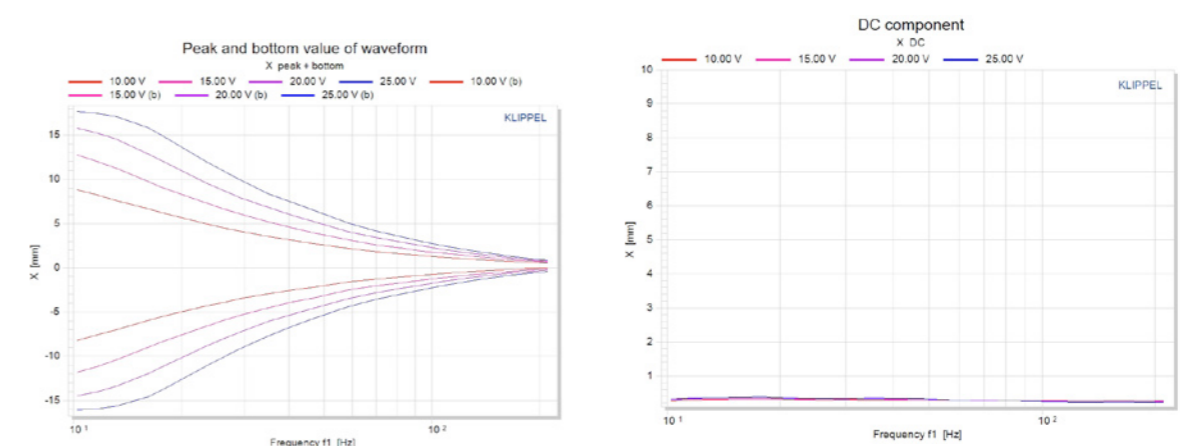 Peak and bottom value of waveform
X peak + bottom
10.00 V 15.00 V 20.00 V 25.00 V 10.00 V (b)
15.00 V (b) 20.00 V (b) 25.00 V (b)
KLIPPEL
15
10
5
0
-5
-10
-15
X [mm]
10 1 10 2
Frequency f1 [Hz]
DC component
X DC
10.00 V 15.00 V 20.00 V 25.00 V
KLIPPEL
10
9
8
7
6
5
4
3
2
1
X [mm]
10 1 10 2
Frequency f1 [Hz]